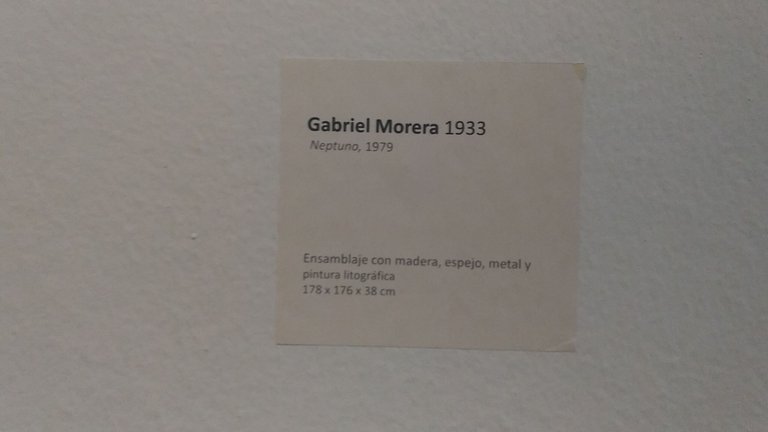 Gabriel Morera 1933
Neptuno, 1979
Ensamblaje con madera, espejo, metal y
pintura litográfica
178 x 176 x 38 cm